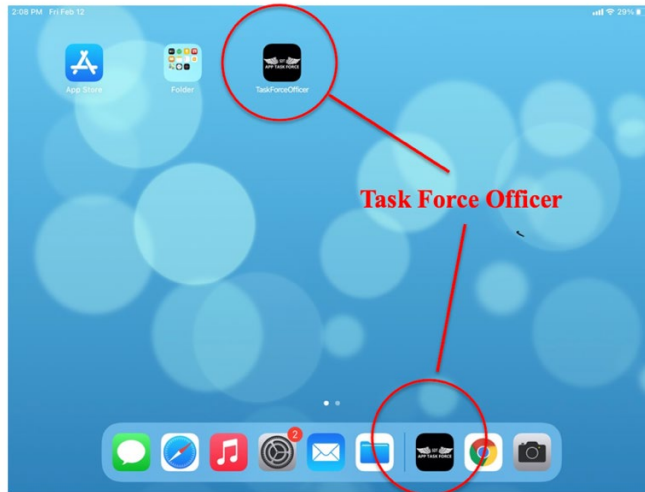 2:08 PM Fri Feb 12
29%
APP TASK FORCE
App Store
Folder
TaskForceOfficer
Task Force Officer
2
APP TASK FORCE